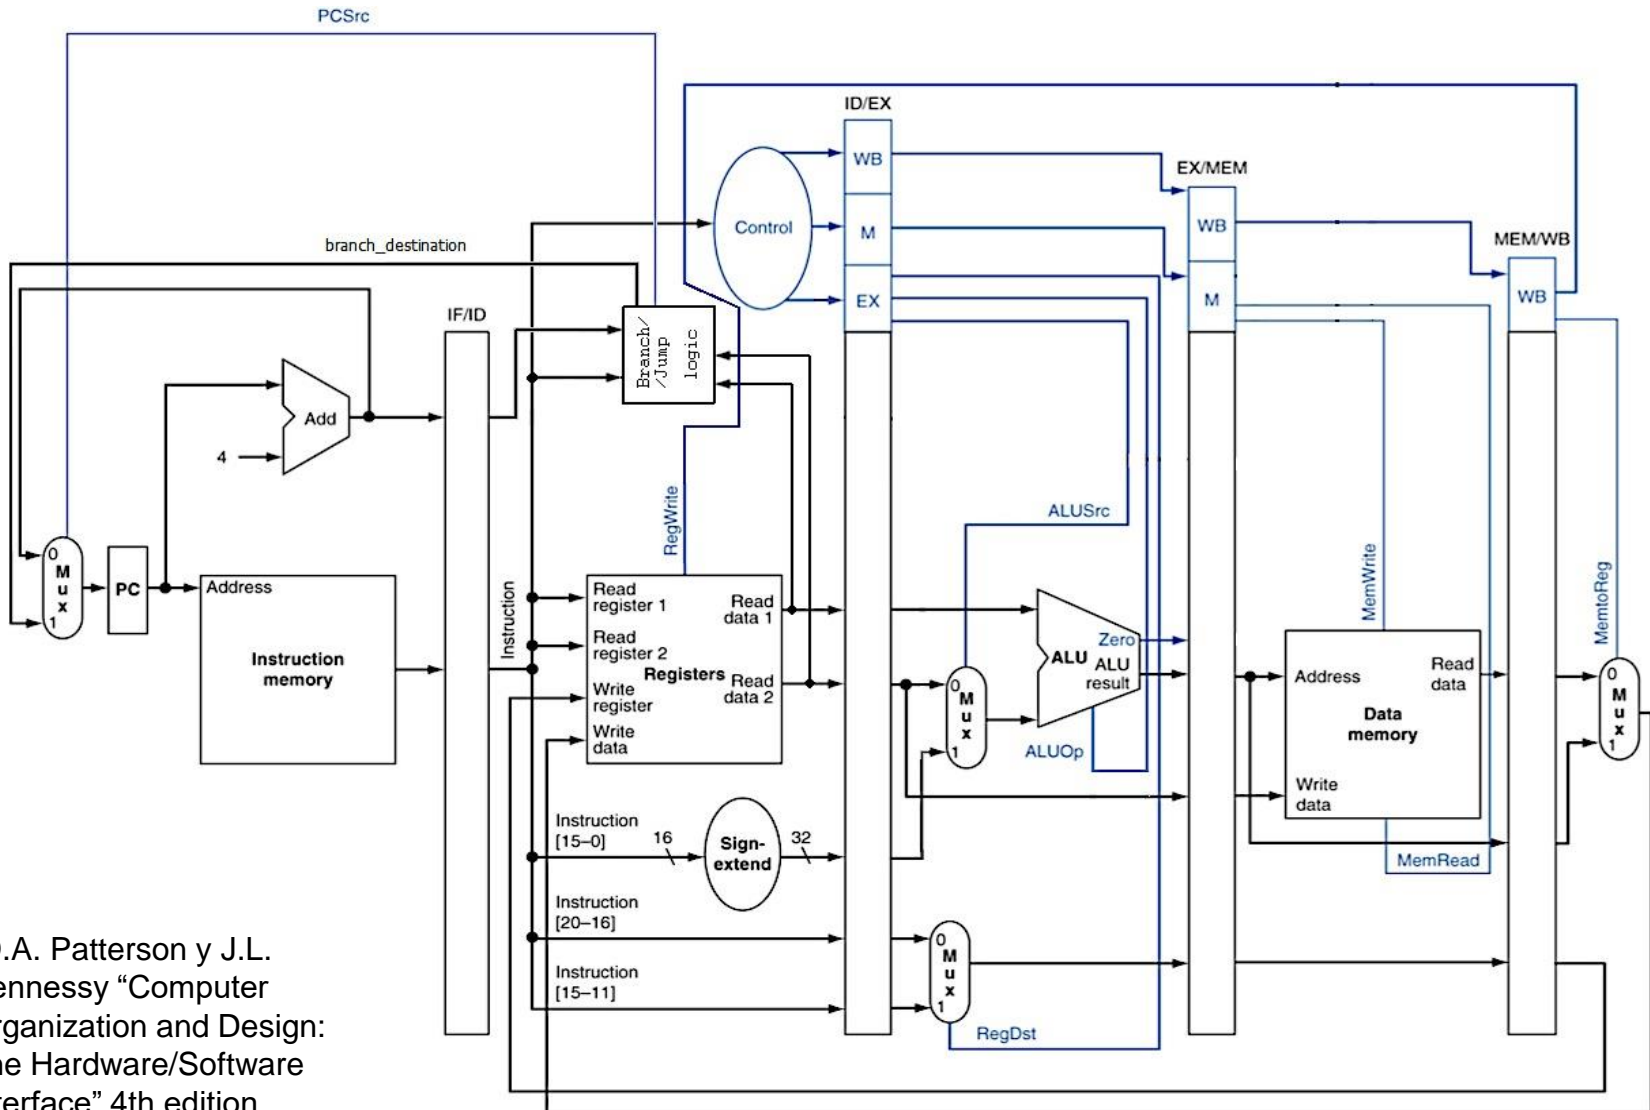 PCSrc
ID/EX
WB
EX/MEM
Control
M
WB
MEM/WB
branch_destination
EX
M
WB
IF/ID
Branch/
/Jump
logic
Add
4
RegWrite
ALUSrc
MemWrite
MemtoReg
0
M
u
x
1
PC
Address
Instruction
memory
Instruction
Read
register 1
Read
data 1
Read
register 2
Registers
Read
data 2
Write
register
Write
data
0
M
u
x
1
Zero
ALU
ALU
result
ALUOp
Address
Read
data
Data
memory
Write
data
MemRead
0
M
u
x
1
Instruction
[15–0]
16
Sign-
extend
32
Instruction
[20–16]
Instruction
[15–11]
0
M
u
x
1
RegDst
.A. Patterson y J.L.
ennessy “Computer
rganization and Design:
e Hardware/Software
terface” 4th edition